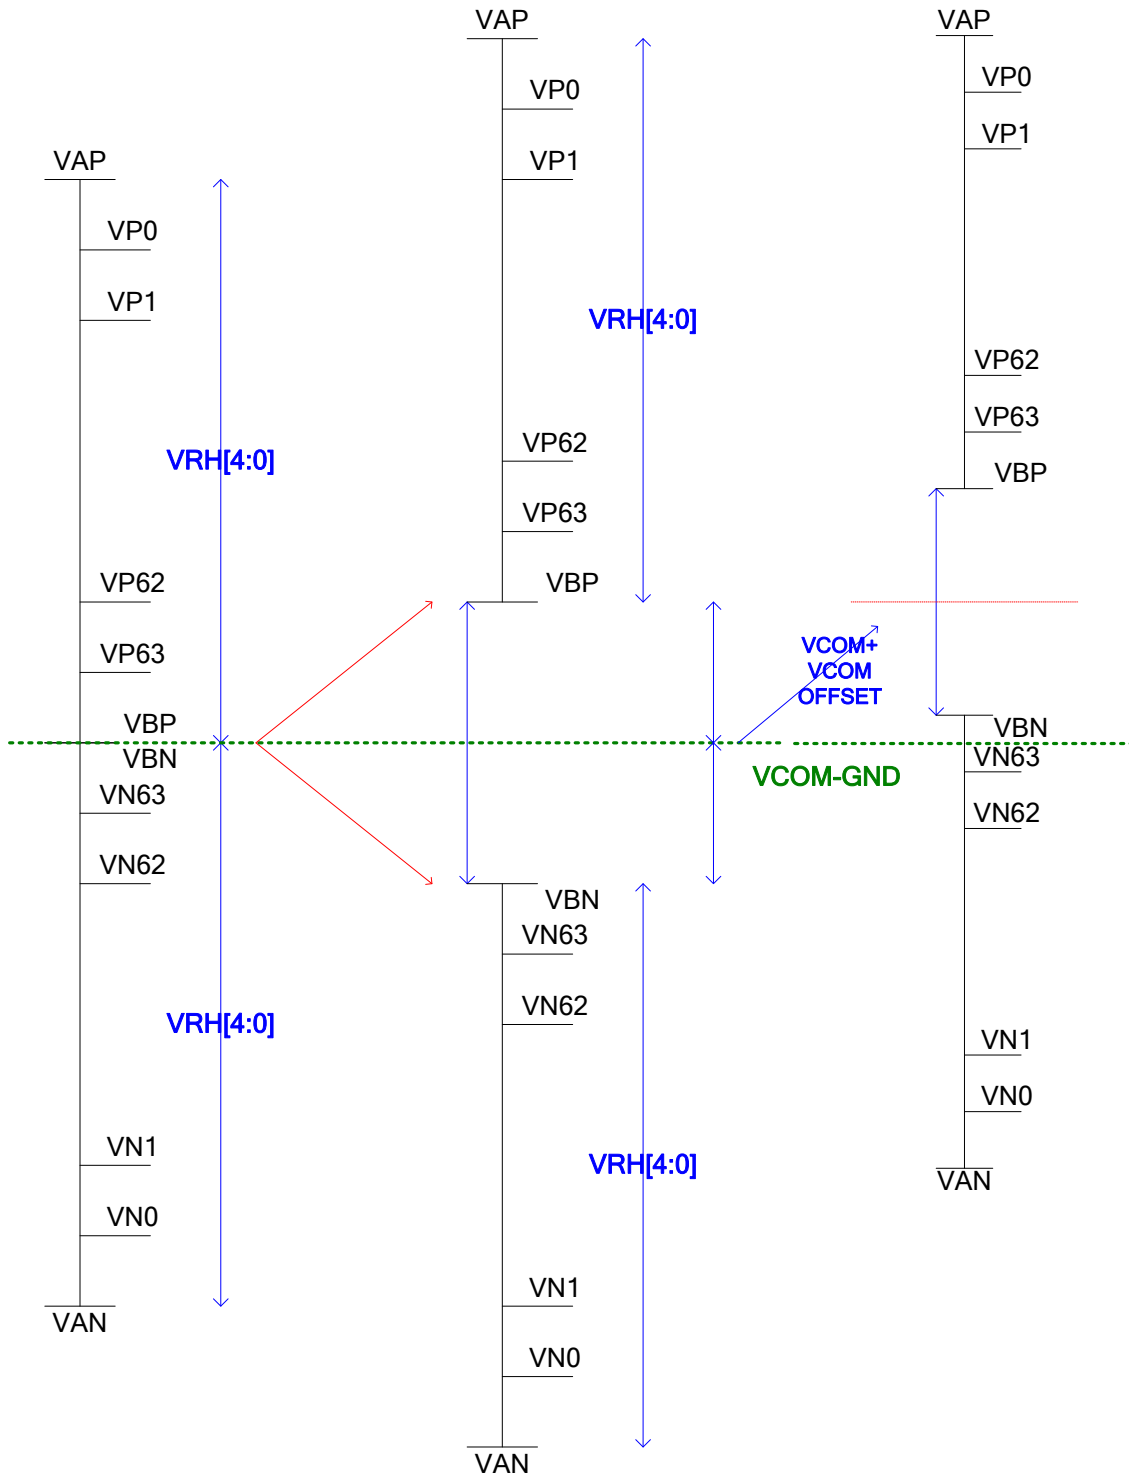 VAP
VP0
VP1
VRH[4:0]
VP62
VP63
VBP
VBN
VN63
VN62
VRH[4:0]
VN1
VN0
VAN
VAP
VP0
VP1
VRH[4:0]
VP62
VP63
VBP
VBN
VN63
VN62
VRH[4:0]
VN1
VN0
VAN
VCOM+
VCOM
OFFSET
VCOM-GND
VAP
VP0
VP1
VP62
VP63
VBP
VBN
VN63
VN62
VN1
VN0
VAN